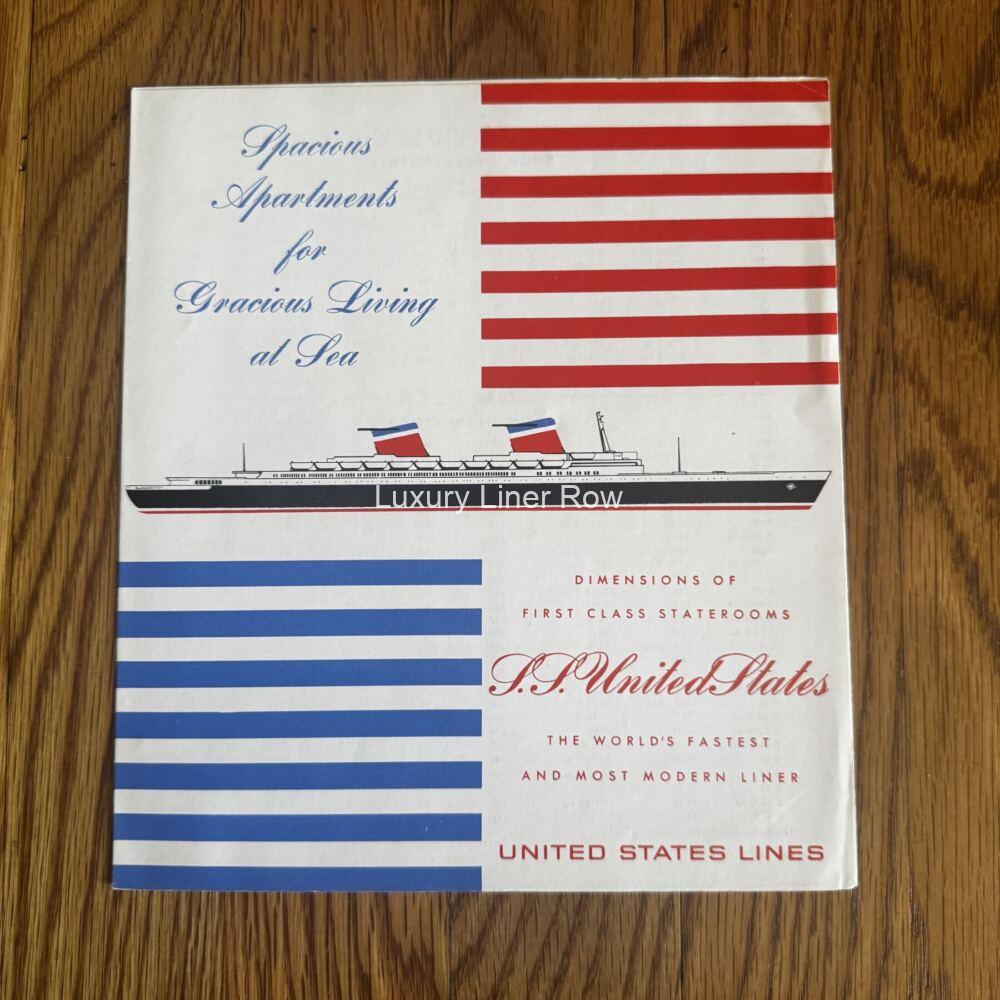 Spacious
Apartments
for
Gracious Living
at Sea
Luxury Liner Row
DIMENSIONS OF
FIRST CLASS STATEROOMS
S.S. United States
THE WORLD'S FASTEST
AND MOST MODERN LINER
UNITED STATES LINES